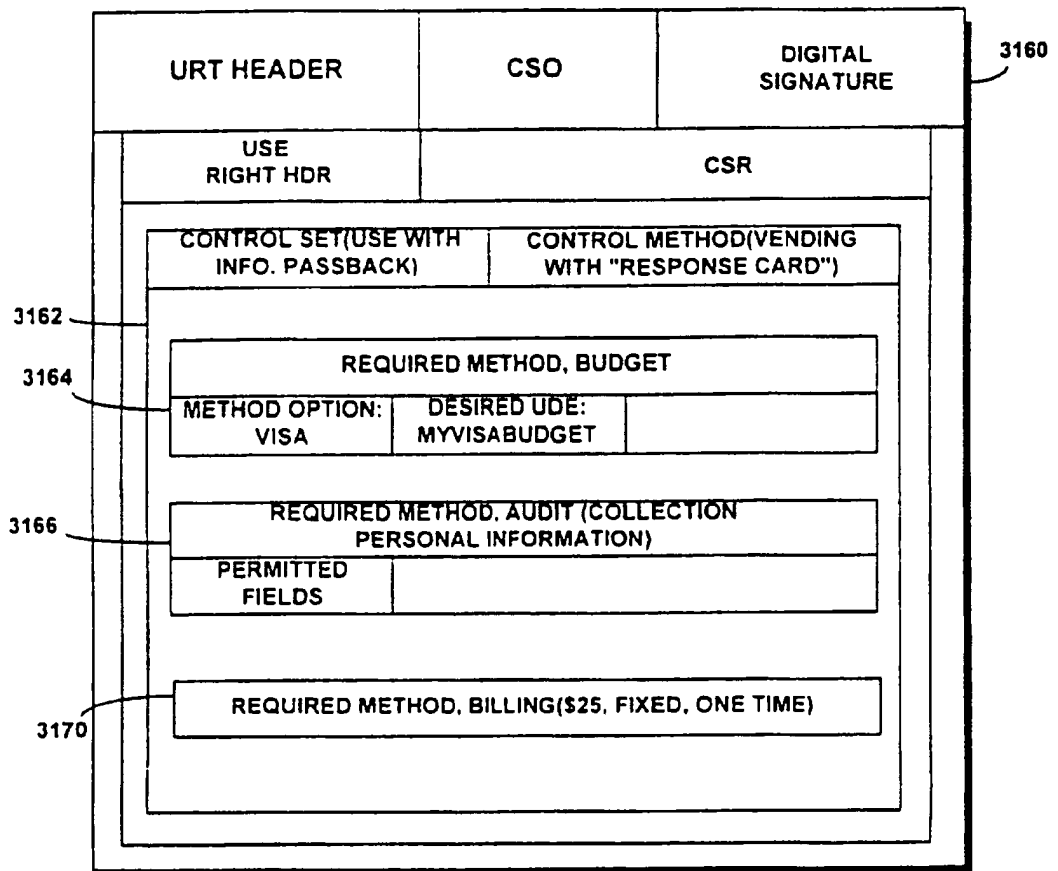 URT HEADER
CSO
DIGITAL
SIGNATURE
3160
USE
RIGHT HDR
CSR
CONTROL SET(USE WITH
INFO. PASSBACK)
CONTROL METHOD(VENDING
WITH "RESPONSE CARD")
3162
REQUIRED METHOD, BUDGET
3164
METHOD OPTION:
VISA
DESIRED UDE:
MYVISABUDGET
REQUIRED METHOD, AUDIT (COLLECTION
PERSONAL INFORMATION)
3166
PERMITTED
FIELDS
REQUIRED METHOD, BILLING($25, FIXED, ONE TIME)
3170